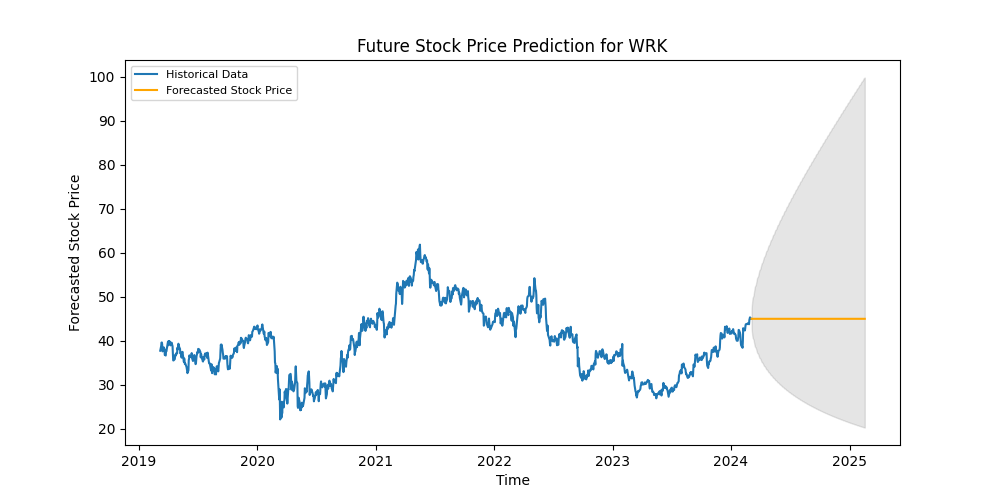 Future Stock Price Prediction for WRK
Historical Data
Forecasted Stock Price
100
90
80
70
60
50
40
30
20
Forecasted Stock Price
2019 2020 2021 2022 2023 2024 2025
Time